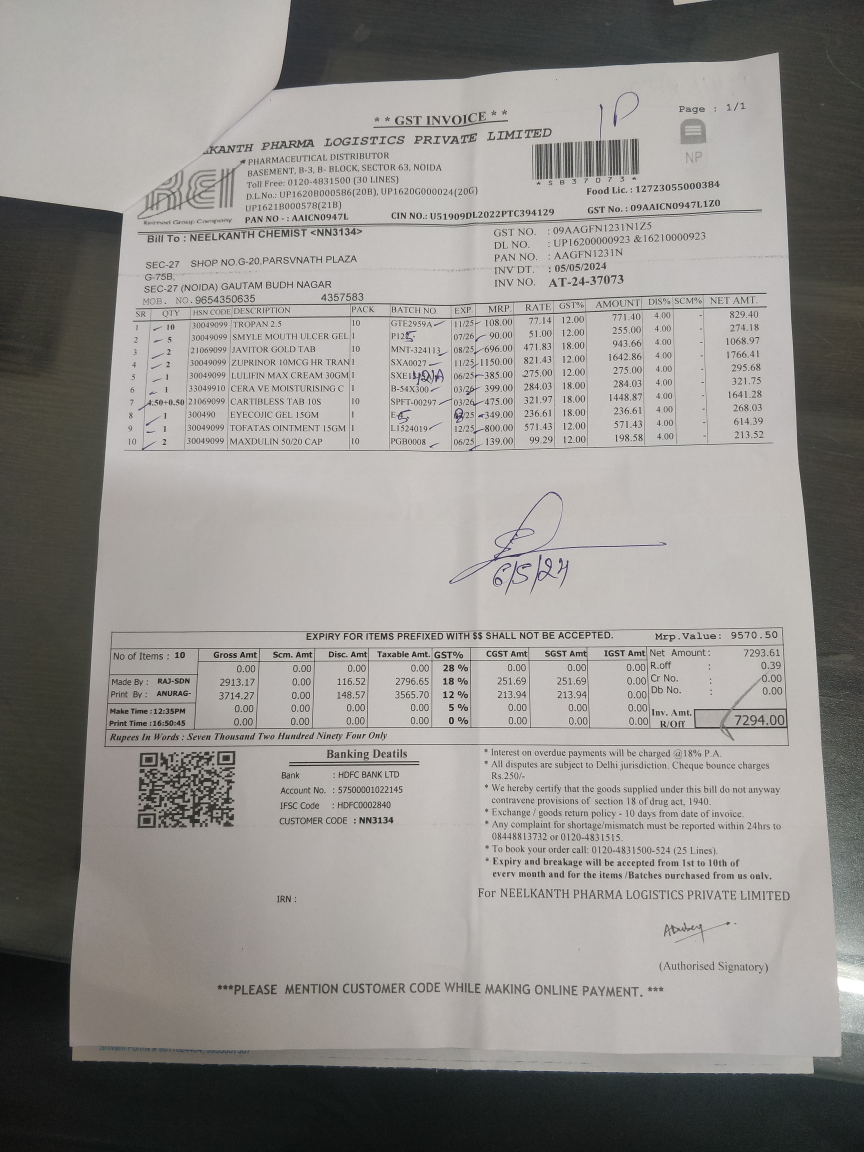 * * GST INVOICE * *
Page : 1/1
1P
KANTH PHARMA LOGISTICS PRIVATE LIMITED
PHARMACEUTICAL DISTRIBUTOR
BASEMENT, B-3, B- BLOCK, SECTOR 63, NOIDA
Toll Free: 0120-4831500 (30 LINES)
D.L.No.: UP1620B000586(20B), UP1620G000024(20G)
UP1621B000578(21B)
PAN NO - : AAICN0947L
CIN NO.: U51909DL2022PTC394129
GST No. : 09AAICN0947L1Z0
Food Lic. : 12723055000384
* S B 3 7 0 7 3 *
NP
REI
Retired Group Company
Bill To : NEELKANTH CHEMIST <NN3134>
SEC-27 SHOP NO.G-20,PARSVNATH PLAZA
G-75B,
SEC-27 (NOIDA) GAUTAM BUDH NAGAR
MOB. NO. 9654350635 4357583
GST NO. : 09AAGFN1231N1Z5
DL NO. : UP16200000923 &16210000923
PAN NO. : AAGFN1231N
INV DT. : 05/05/2024
INV NO. AT-24-37073
SR QTY HSN CODE DESCRIPTION PACK BATCH NO. EXP. MRP. RATE GST% AMOUNT DIS% SCM% NET AMT.
1 10 30049099 TROPAN 2.5 10 GTE2959A 11/25 108.00 77.14 12.00 771.40 4.00 - 829.40
2 5 30049099 SMYLE MOUTH ULCER GEL 1 07/26 90.00 51.00 12.00 255.00 4.00 - 274.18
3 2 21069099 JAVITOR GOLD TAB 10 MNT-324113 08/25 696.00 471.83 18.00 943.66 4.00 - 1068.97
4 2 30049099 ZUPRINOR 10MCG HR TRAN 1 SXA0027 11/25 1150.00 821.43 12.00 1642.86 4.00 - 1766.41
5 1 30049099 LULIFIN MAX CREAM 30GM 1 06/25 385.00 275.00 12.00 275.00 4.00 - 295.68
6 1 33049910 CERA VE MOISTURISING C 1 B-54X300 03/26 399.00 284.03 18.00 284.03 4.00 - 321.75
7 4.50+0.50 21069099 CARTIBLESS TAB 10S 10 SPFT-00297 03/26 475.00 321.97 18.00 1448.87 4.00 - 1641.28
8 1 300490 EYECOJIC GEL 15GM 1 349.00 236.61 18.00 236.61 4.00 - 268.03
9 1 30049099 TOFATAS OINTMENT 15GM 1 L1524019 12/25 800.00 571.43 12.00 571.43 4.00 - 614.39
10 2 30049099 MAXDULIN 50/20 CAP 10 PGB0008 06/25 139.00 99.29 12.00 198.58 4.00 - 213.52
6/5/24
EXPIRY FOR ITEMS PREFIXED WITH $$ SHALL NOT BE ACCEPTED. Mrp.Value: 9570.50
No of Items : 10 Gross Amt Scm. Amt Disc. Amt Taxable Amt. GST% CGST Amt SGST Amt IGST Amt Net Amount: 7293.61
0.00 0.00 0.00 0.00 28 % 0.00 0.00 0.00 R.off : 0.39
Made By : RAJ-SDN 2913.17 0.00 116.52 2796.65 18 % 251.69 251.69 0.00 Cr No. : 0.00
Print By : ANURAG- 3714.27 0.00 148.57 3565.70 12 % 213.94 213.94 0.00 Db No. : 0.00
Make Time :12:35PM 0.00 0.00 0.00 0.00 5 % 0.00 0.00 0.00
Print Time :16:50:45 0.00 0.00 0.00 0.00 0 % 0.00 0.00 0.00
Inv. Amt. R/Off 7294.00
Rupees In Words : Seven Thousand Two Hundred Ninety Four Only
Banking Deatils
Bank : HDFC BANK LTD
Account No. : 57500001022145
IFSC Code : HDFC0002840
CUSTOMER CODE : NN3134
IRN :
* Interest on overdue payments will be charged @18% P.A.
* All disputes are subject to Delhi jurisdiction. Cheque bounce charges
Rs.250/-
* We hereby certify that the goods supplied under this bill do not anyway
contravene provisions of section 18 of drug act, 1940.
* Exchange / goods return policy - 10 days from date of invoice.
* Any complaint for shortage/mismatch must be reported within 24hrs to
08448813732 or 0120-4831515.
* To book your order call: 0120-4831500-524 (25 Lines).
* Expiry and breakage will be accepted from 1st to 10th of
every month and for the items /Batches purchased from us only.
For NEELKANTH PHARMA LOGISTICS PRIVATE LIMITED
(Authorised Signatory)
***PLEASE MENTION CUSTOMER CODE WHILE MAKING ONLINE PAYMENT. ***